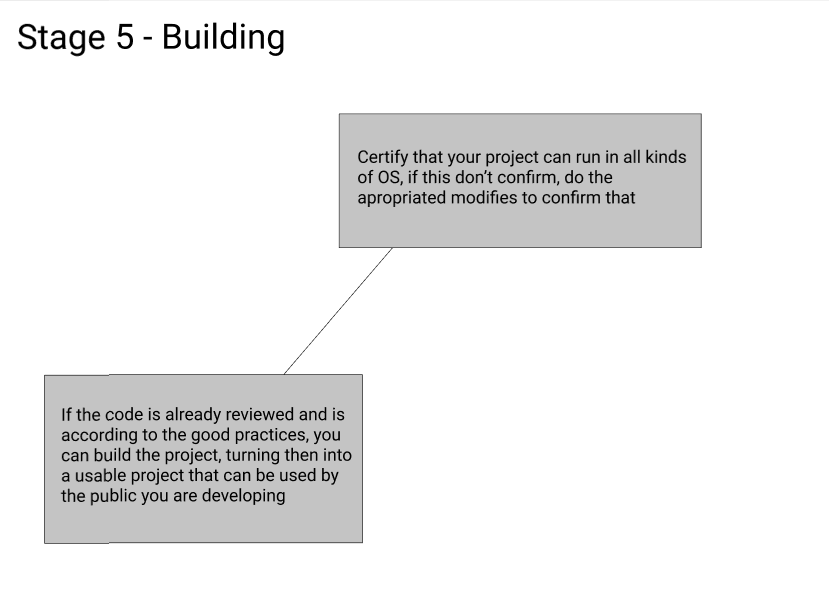 Stage 5 - Building
Certify that your project can run in all kinds
of OS, if this don't confirm, do the
apropriated modifies to confirm that
If the code is already reviewed and is
according to the good practices, you
can build the project, turning then into
a usable project that can be used by
the public you are developing